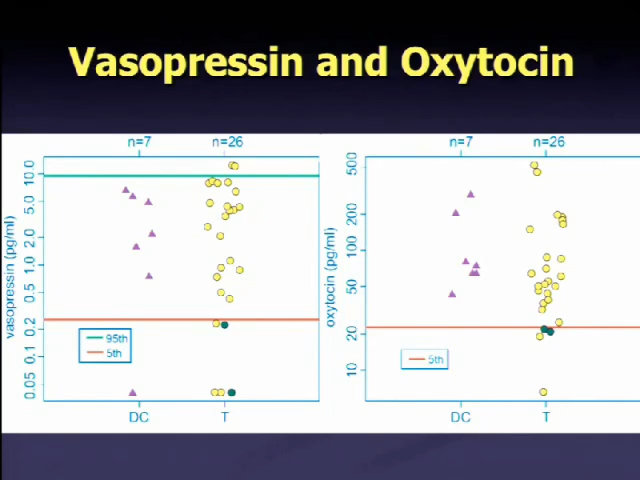 Vasopressin and Oxytocin
n=7 n=26
vasopressin (pg/ml)
10.0
5.0
2.0
1.0
0.5
0.2
0.1
0.05
95th
5th
DC T
n=7 n=26
oxytocin (pg/ml)
500
200
100
50
20
10
5th
DC T